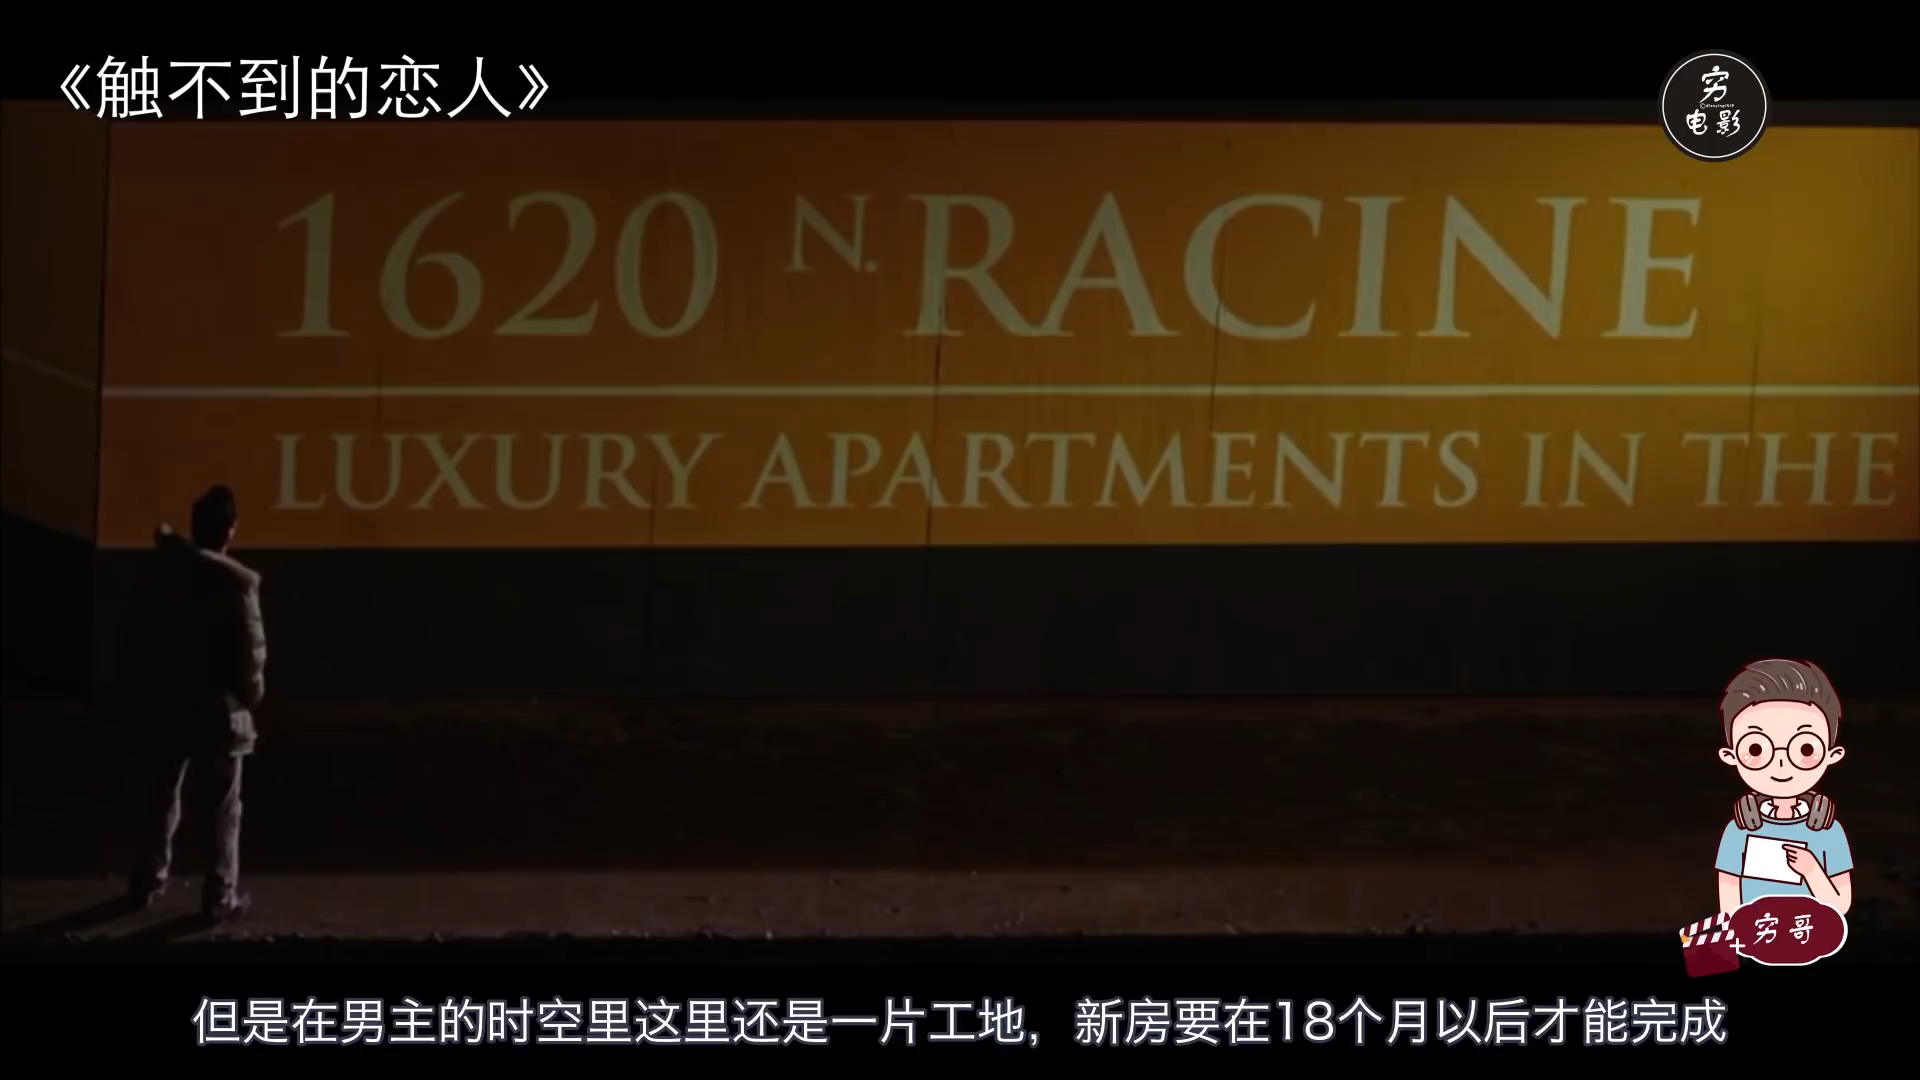 《触不到的恋人》
穷
电影
1620 N. RACINE
LUXURY APARTMENTS IN THE
穷哥
但是在男主的时空里这里还是一片工地，新房要在18个月以后才能完成